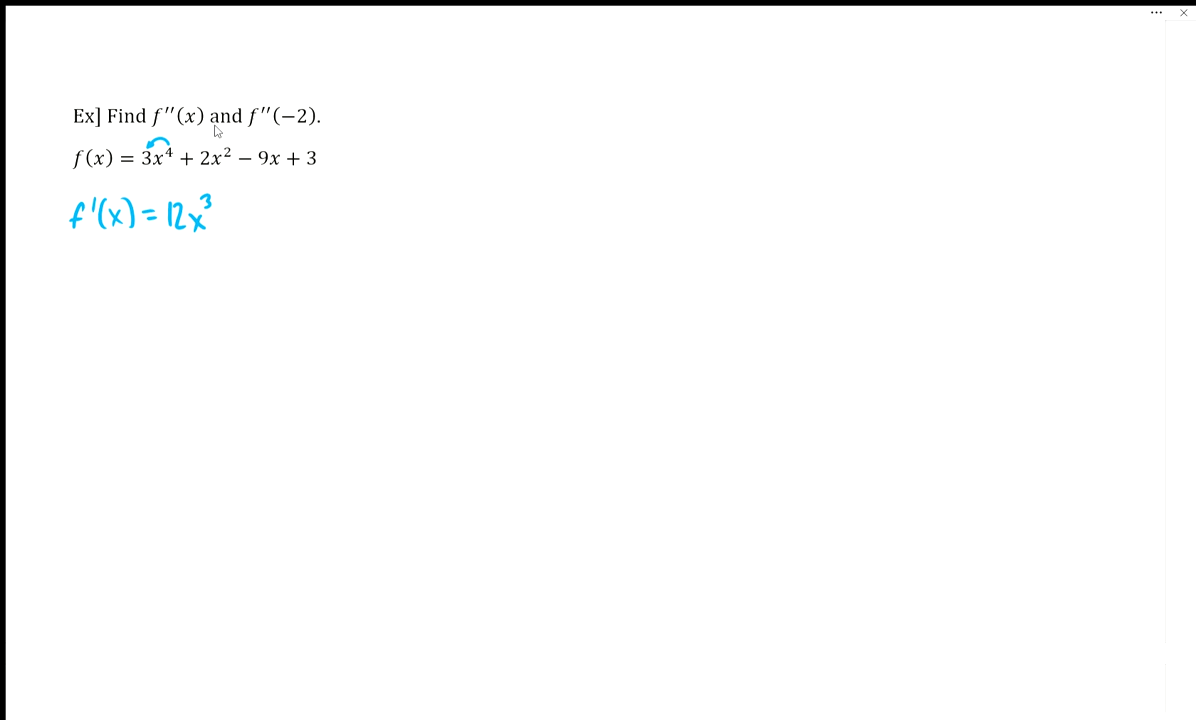 Ex] Find f''(x) and f''(−2).
f(x) = 3x⁴ + 2x² − 9x + 3
f'(x) = 12x³